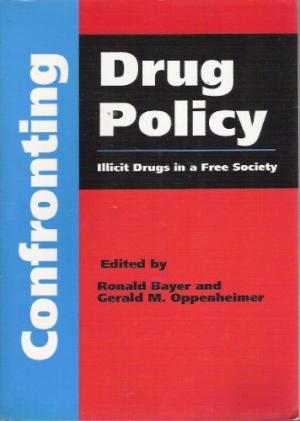 Confronting
Drug
Policy
Illicit Drugs in a Free Society
Edited by
Ronald Bayer and
Gerald M. Oppenheimer